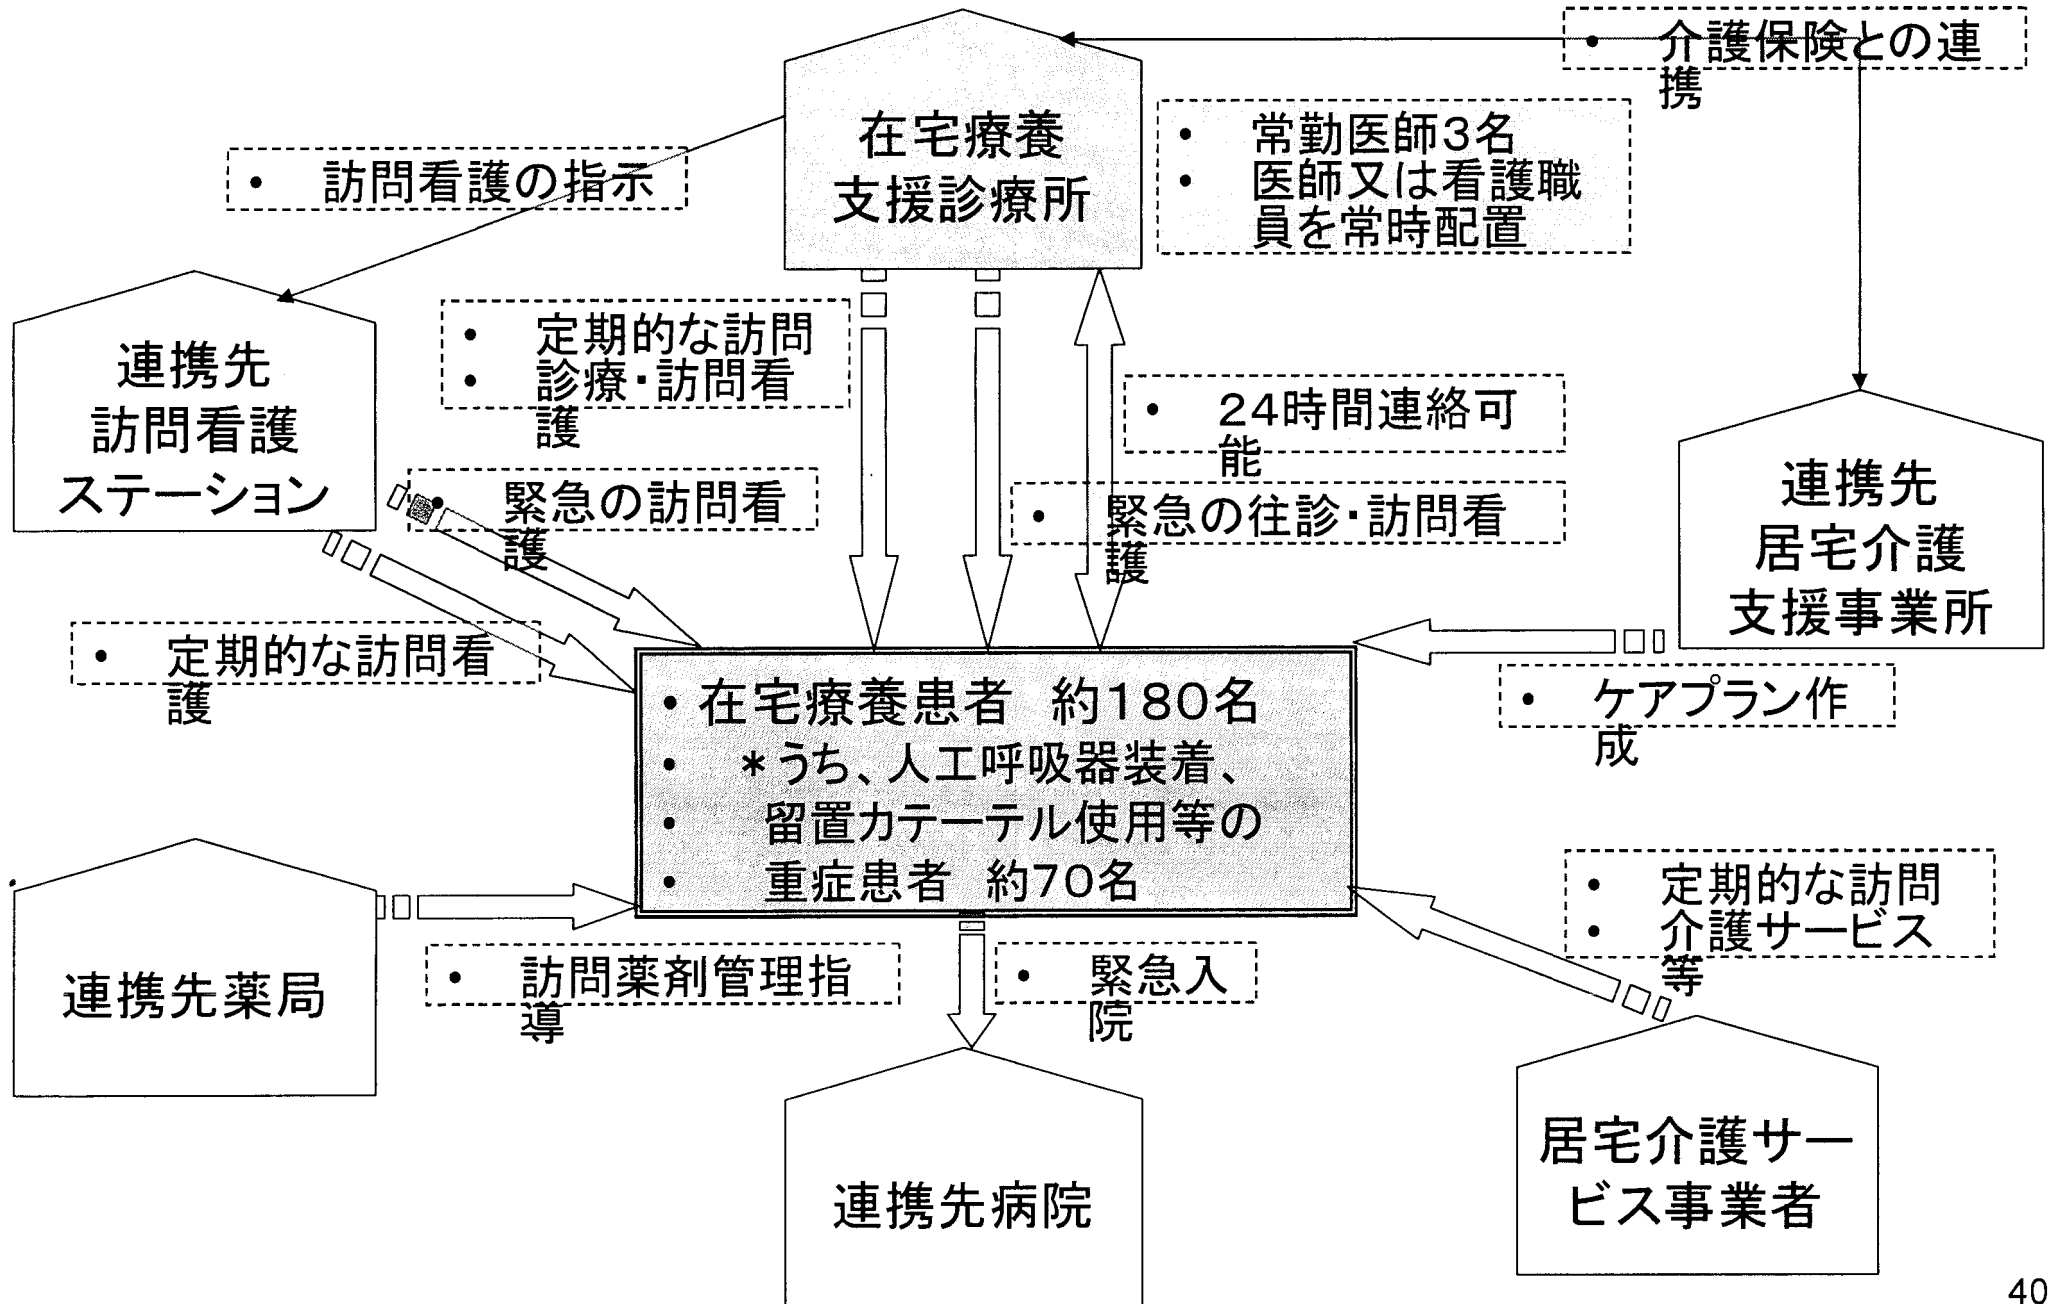 • 介護保険との連
携
在宅療養
支援診療所
• 常勤医師3名
• 医師又は看護職
員を常時配置
• 訪問看護の指示
連携先
訪問看護
ステーション
• 定期的な訪問
• 診療・訪問看
護
• 24時間連絡可
能
• 緊急の訪問看
護
• 緊急の往診・訪問看
護
連携先
居宅介護
支援事業所
• 定期的な訪問看
護
• ケアプラン作
成
• 在宅療養患者 約180名
• *うち、人工呼吸器装着、
• 留置カテーテル使用等の
• 重症患者 約70名
• 定期的な訪問
• 介護サービス
等
連携先薬局
• 訪問薬剤管理指
導
• 緊急入
院
連携先病院
居宅介護サー
ビス事業者
40